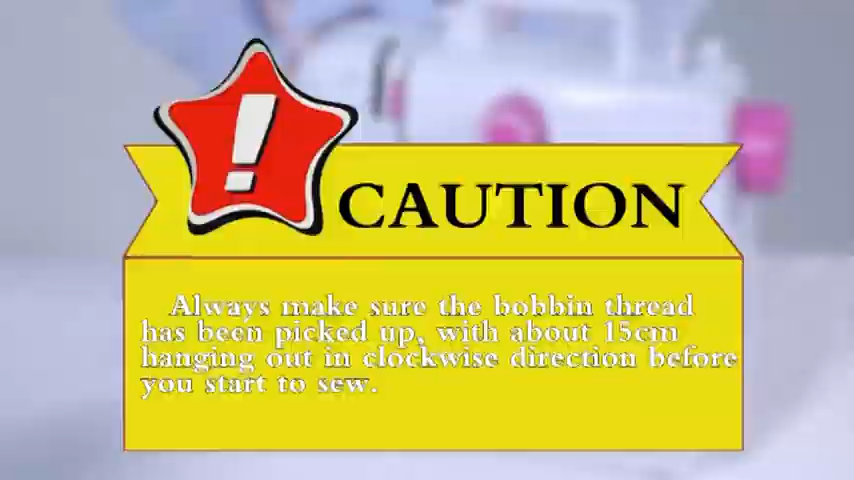 CAUTION
Always make sure the bobbin thread
has been picked up, with about 15cm
hanging out in clockwise direction before
you start to sew.